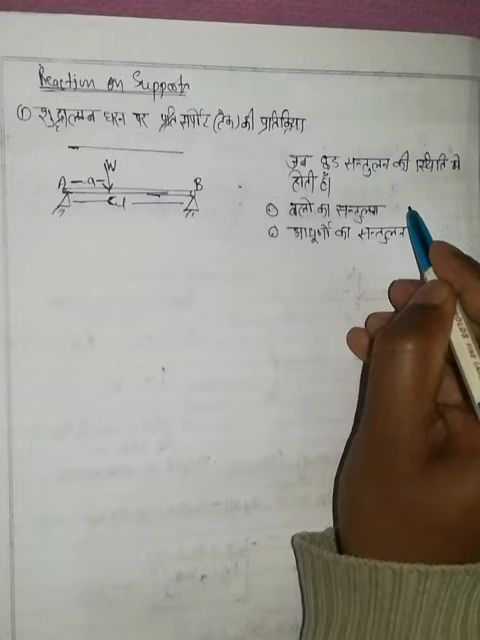 Reaction on Supports
① शुद्धालम्ब धरन पर प्रति सपोर्ट (टेक) की प्रतिक्रिया
W
A a B
d
जब छड सन्तुलन की स्थिति मे
होती हैं।
① बलो का सन्तुलन
② आघूर्णो का सन्तुलन